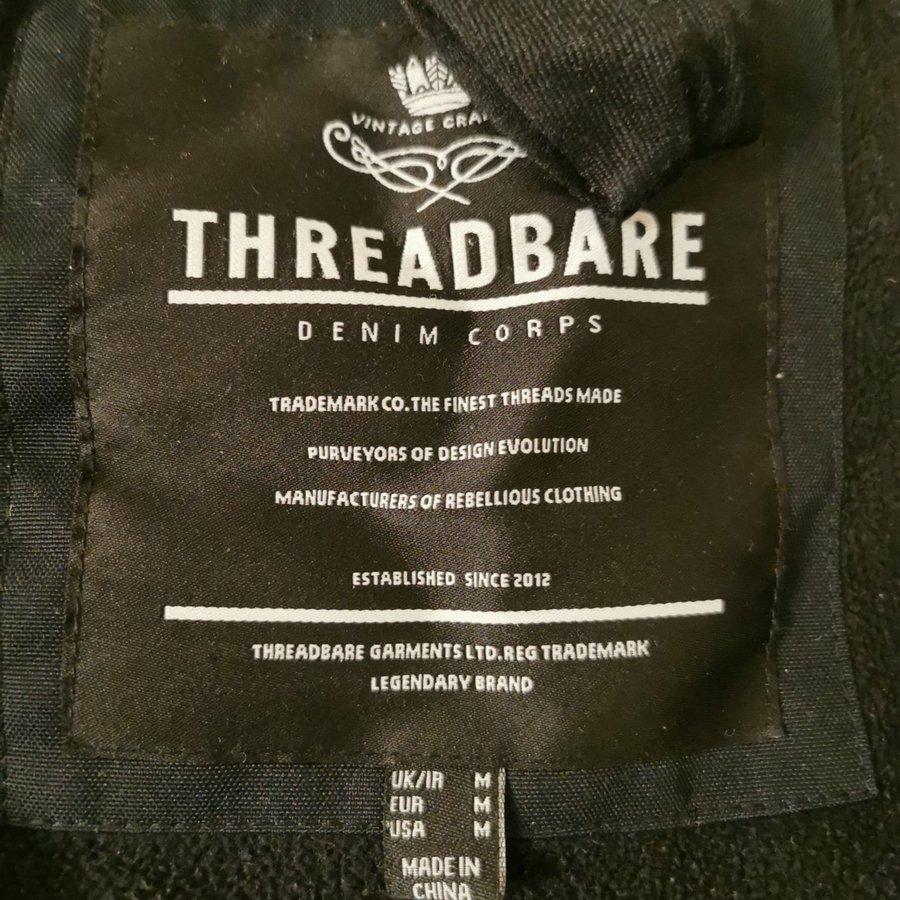 VINTAGE
THREADBARE
DENIM CORPS
TRADEMARK CO. THE FINEST THREADS MADE
PURVEYORS OF DESIGN EVOLUTION
MANUFACTURERS OF REBELLIOUS CLOTHING
ESTABLISHED SINCE 2012
THREADBARE GARMENTS LTD. REG TRADEMARK
LEGENDARY BRAND
UK/IR M
EUR M
USA M
MADE IN
CHINA